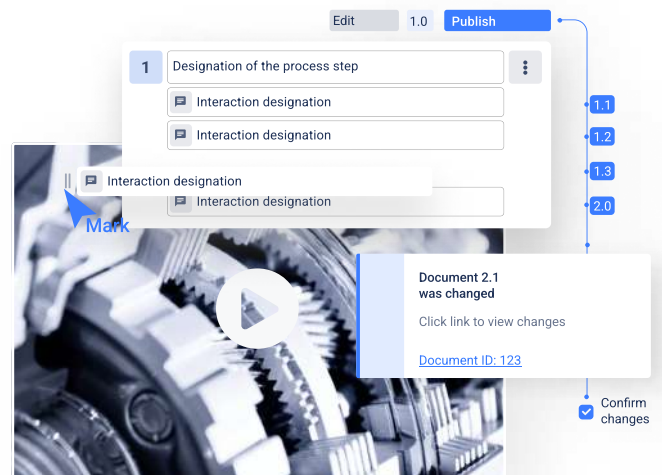 Edit
1.0
Publish
1
Designation of the process step
Interaction designation
1.1
Interaction designation
1.2
1.3
Interaction designation
Interaction designation
2.0
Mark
Document 2.1
was changed
Click link to view changes
Document ID: 123
Confirm
changes